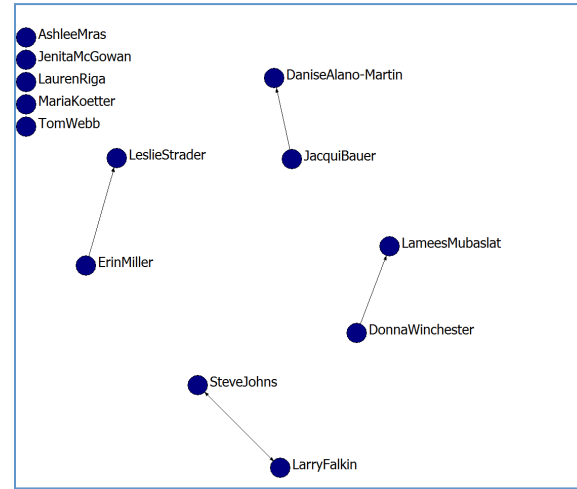 AshleeMras
JenitaMcGowan
LaurenRiga
MariaKoetter
TomWebb
DaniseAlano-Martin
LeslieStrader
JacquiBauer
LameesMubaslat
ErinMiller
DonnaWinchester
SteveJohns
LarryFalkin